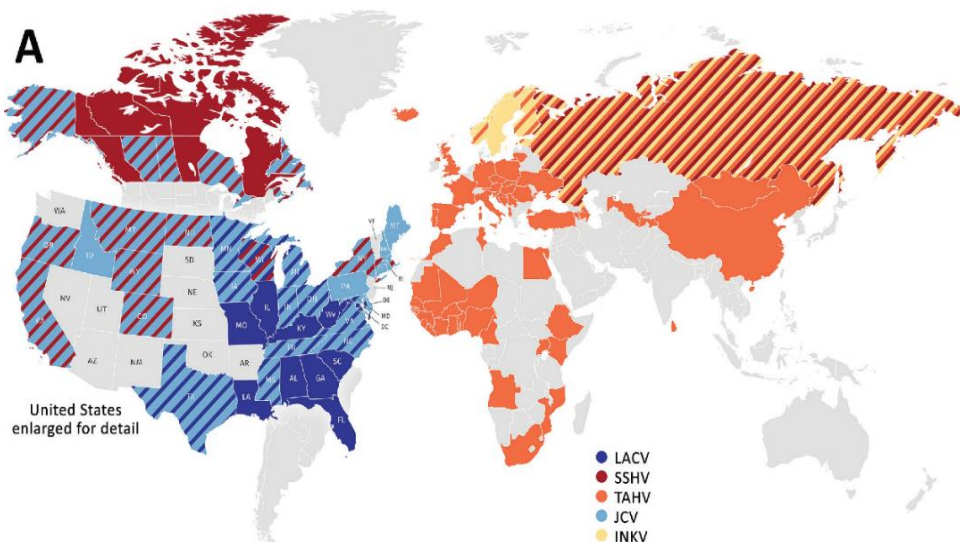 A
WA
MT
ND
MN
OR
ID
WY
SD
WI
MI
NY
VT
ME
NV
UT
CO
NE
IA
PA
RI
NJ
DE
MD
DC
CA
KS
MO
IL
IN
OH
WV
VA
KY
AZ
NM
OK
AR
TN
NC
TX
LA
MS
AL
GA
SC
FL
United States
enlarged for detail
LACV
SSHV
TAHV
JCV
INKV